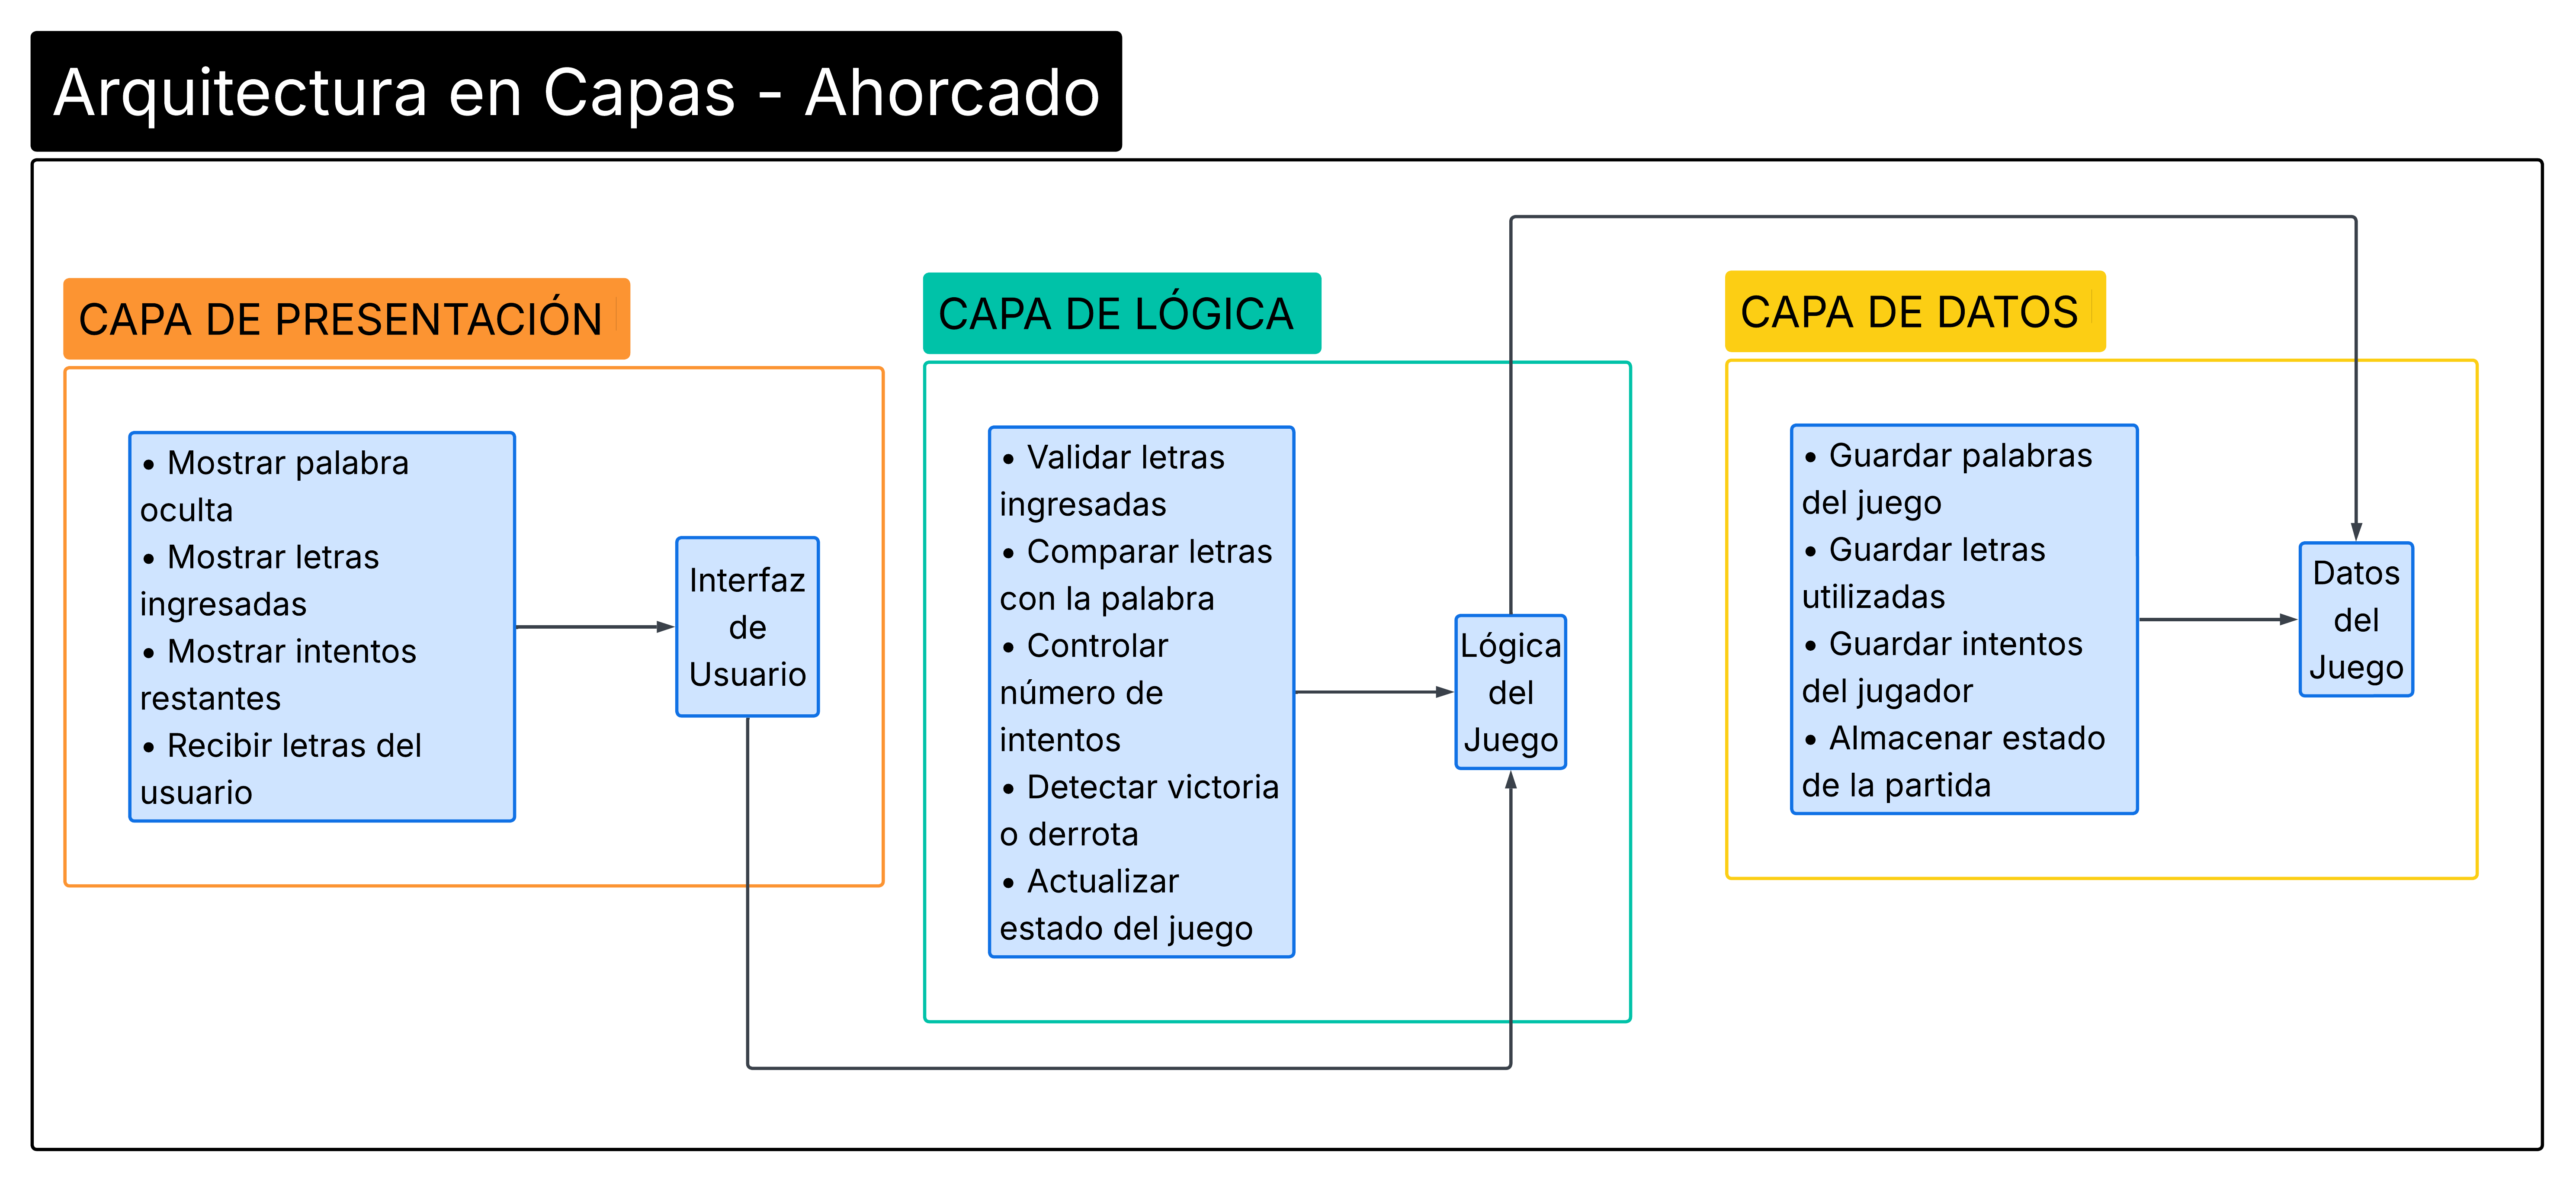 Arquitectura en Capas - Ahorcado
CAPA DE PRESENTACIÓN
• Mostrar palabra
oculta
• Mostrar letras
ingresadas
• Mostrar intentos
restantes
• Recibir letras del
usuario
Interfaz
de
Usuario
CAPA DE LÓGICA
• Validar letras
ingresadas
• Comparar letras
con la palabra
• Controlar
número de
intentos
• Detectar victoria
o derrota
• Actualizar
estado del juego
Lógica
del
Juego
CAPA DE DATOS
• Guardar palabras
del juego
• Guardar letras
utilizadas
• Guardar intentos
del jugador
• Almacenar estado
de la partida
Datos
del
Juego